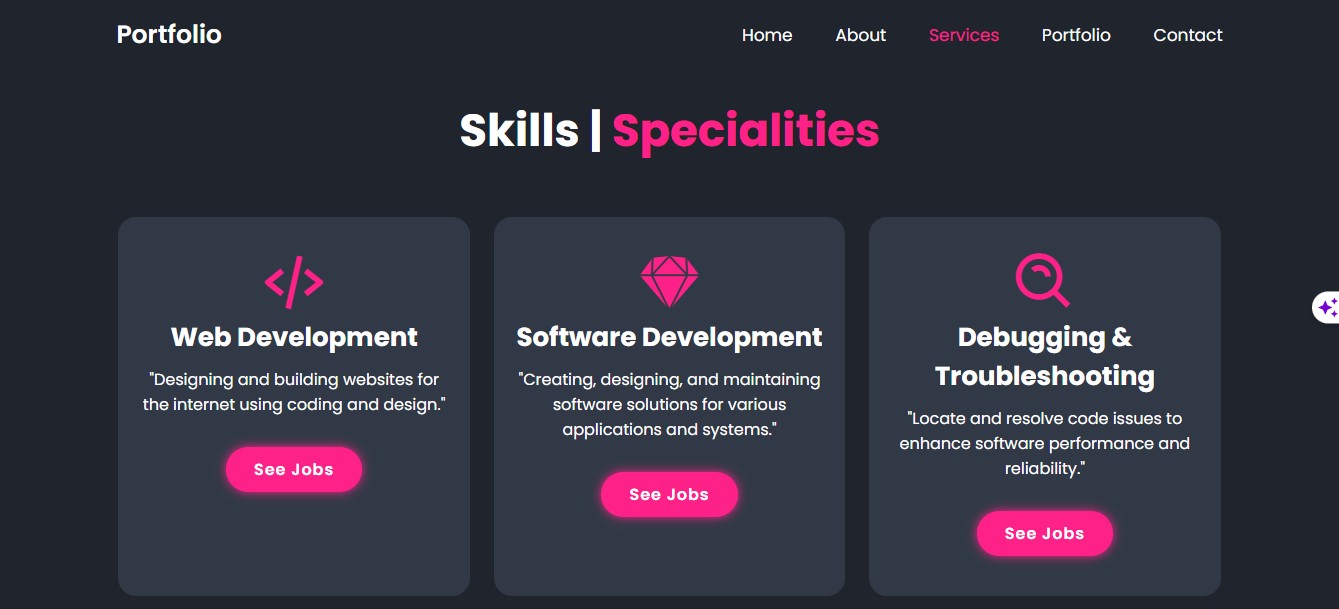 Portfolio
Home About Services Portfolio Contact
Skills | Specialities
Web Development
"Designing and building websites for
the internet using coding and design."
See Jobs
Software Development
"Creating, designing, and maintaining
software solutions for various
applications and systems."
See Jobs
Debugging &
Troubleshooting
"Locate and resolve code issues to
enhance software performance and
reliability."
See Jobs